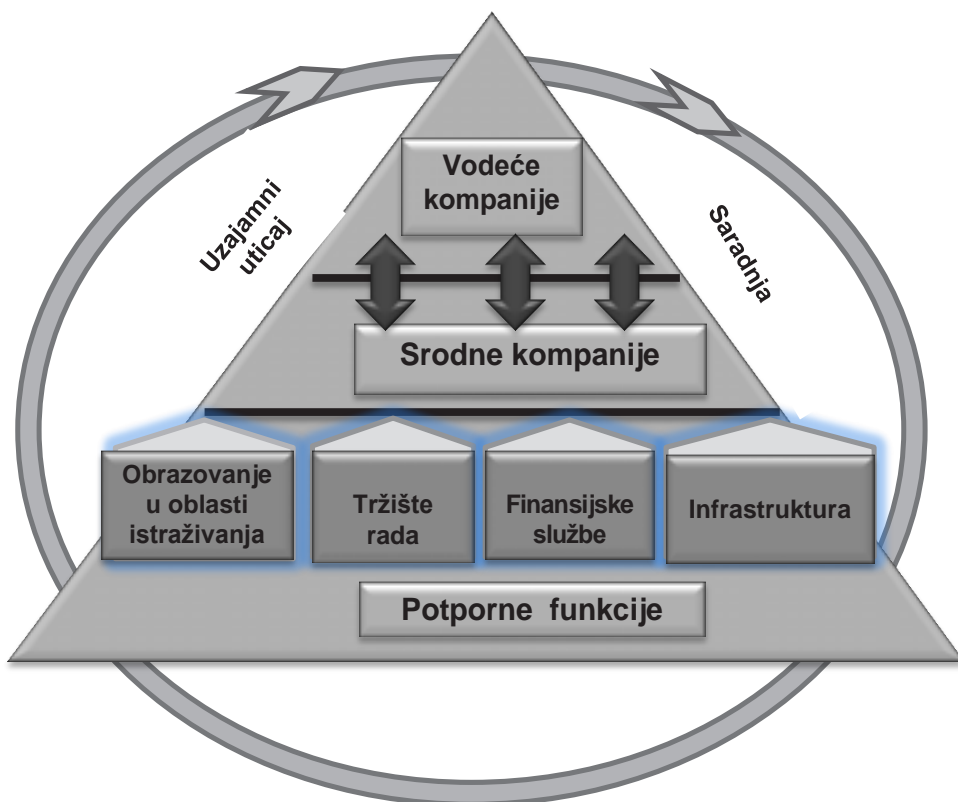 Vodeće
kompanije
Uzajamni
uticaj
Saradnja
Srodne kompanije
Obrazovanje
u oblasti
istraživanja
Tržište
rada
Finansijske
službe
Infrastruktura
Potporne funkcije